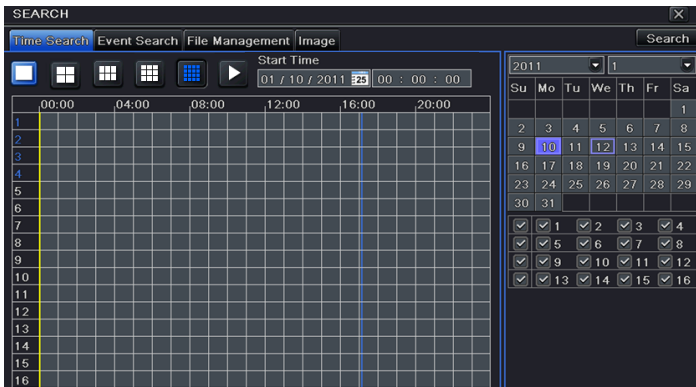 SEARCH
Time Search Event Search File Management Image Search
Start Time
01 / 10 / 2011 25 00 : 00 : 00
00:00 04:00 08:00 12:00 16:00 20:00
1
2
3
4
5
6
7
8
9
10
11
12
13
14
15
16
2011 1
Su Mo Tu We Th Fr Sa
1
2 3 4 5 6 7 8
9 10 11 12 13 14 15
16 17 18 19 20 21 22
23 24 25 26 27 28 29
30 31
1 2 3 4
5 6 7 8
9 10 11 12
13 14 15 16